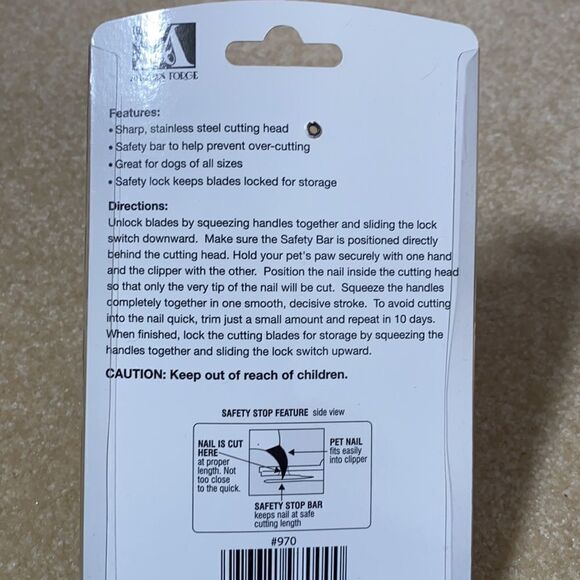 FORGE
Features:
• Sharp, stainless steel cutting head
• Safety bar to help prevent over-cutting
• Great for dogs of all sizes
• Safety lock keeps blades locked for storage
Directions:
Unlock blades by squeezing handles together and sliding the lock
switch downward. Make sure the Safety Bar is positioned directly
behind the cutting head. Hold your pet's paw securely with one hand
and the clipper with the other. Position the nail inside the cutting head
so that only the very tip of the nail will be cut. Squeeze the handles
completely together in one smooth, decisive stroke. To avoid cutting
into the nail quick, trim just a small amount and repeat in 10 days.
When finished, lock the cutting blades for storage by squeezing the
handles together and sliding the lock switch upward.
CAUTION: Keep out of reach of children.
SAFETY STOP FEATURE side view
NAIL IS CUT
HERE
at proper
length. Not
too close
to the quick.
PET NAIL
fits easily
into clipper
SAFETY STOP BAR
keeps nail at safe
cutting length
#970